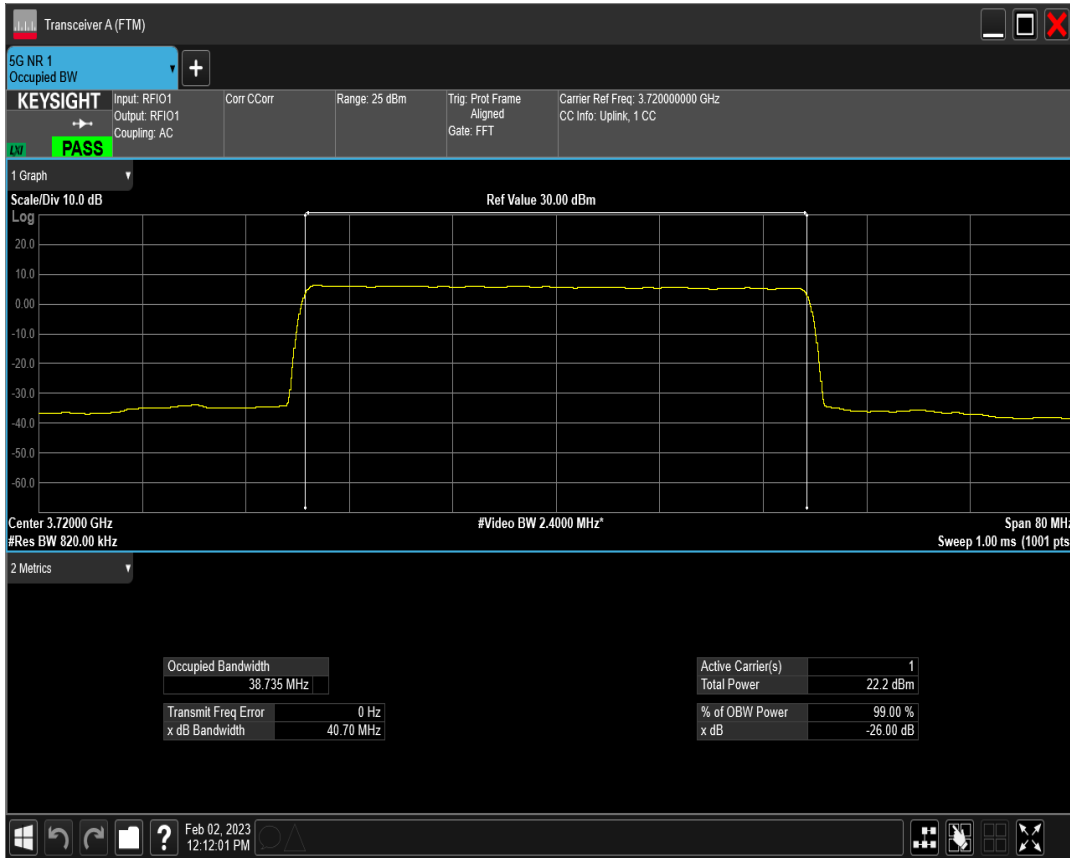 Transceiver A (FTM)
5G NR 1
Occupied BW
+
KEYSIGHT
Input: RFIO1
Output: RFIO1
Coupling: AC
Corr CCorr
Range: 25 dBm
Trig: Prot Frame
Aligned
Gate: FFT
Carrier Ref Freq: 3.720000000 GHz
CC Info: Uplink, 1 CC
LXI
PASS
1 Graph
Scale/Div 10.0 dB
Ref Value 30.00 dBm
Log
20.0
10.0
0.00
-10.0
-20.0
-30.0
-40.0
-50.0
-60.0
Center 3.72000 GHz
#Video BW 2.4000 MHz*
Span 80 MHz
#Res BW 820.00 kHz
Sweep 1.00 ms (1001 pts
2 Metrics
Occupied Bandwidth
38.735 MHz
Transmit Freq Error 0 Hz
x dB Bandwidth 40.70 MHz
Active Carrier(s) 1
Total Power 22.2 dBm
% of OBW Power 99.00 %
x dB -26.00 dB
?
Feb 02, 2023
12:12:01 PM